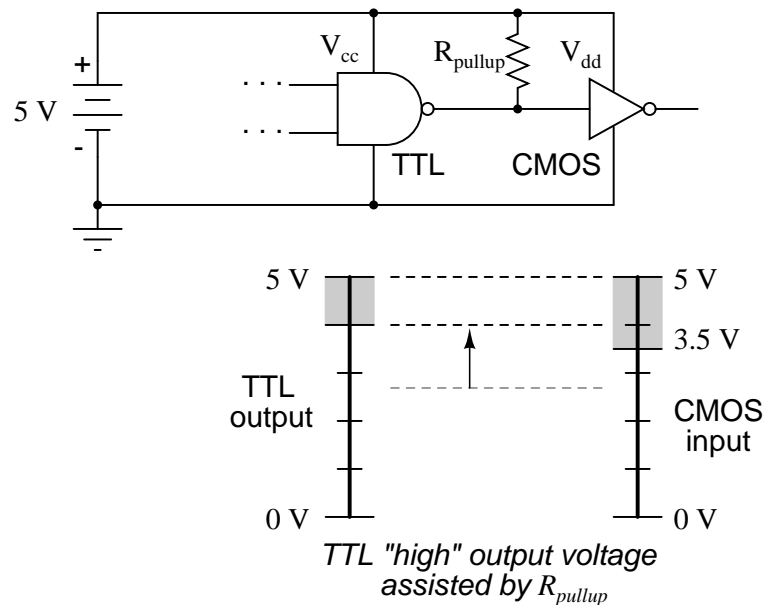 V_cc
R_pullup
V_dd
+
5 V
-
. . .
. . .
TTL
CMOS
5 V
5 V
3.5 V
TTL
output
CMOS
input
0 V
0 V
TTL "high" output voltage
assisted by R_pullup